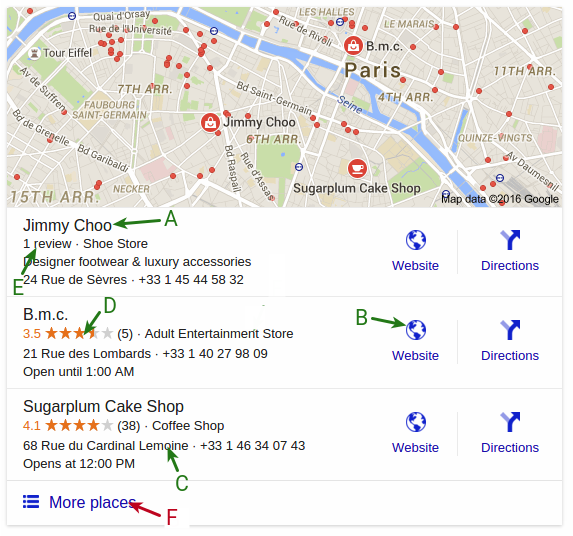 Quai d'Orsay
LES HALLES
LE MARAIS
Rue de l'Université
Rue de Rivoli
B.m.c.
Tour Eiffel
Paris
11TH ARR.
Av de Suffren
7TH ARR.
Bd Saint-Germain
Seine
4TH ARR.
FAUBOURG
SAINT-GERMAIN
Jimmy Choo
Bd de Grenelle
6TH ARR.
QUINZE-VINGTS
Bd Garibaldi
Bd Raspail
Rue d'Assas
Av Daumesnil
NECKER
Sugarplum Cake Shop
15TH ARR.
Map data ©2016 Google
Jimmy Choo
A
1 review · Shoe Store
Designer footwear & luxury accessories
24 Rue de Sèvres · +33 1 45 44 58 32
Website
Directions
E
D
B.m.c.
B
3.5 ★★★★★ (5) · Adult Entertainment Store
21 Rue des Lombards · +33 1 40 27 98 09
Open until 1:00 AM
Website
Directions
Sugarplum Cake Shop
4.1 ★★★★★ (38) · Coffee Shop
68 Rue du Cardinal Lemoine · +33 1 46 34 07 43
Opens at 12:00 PM
Website
Directions
C
More places
F